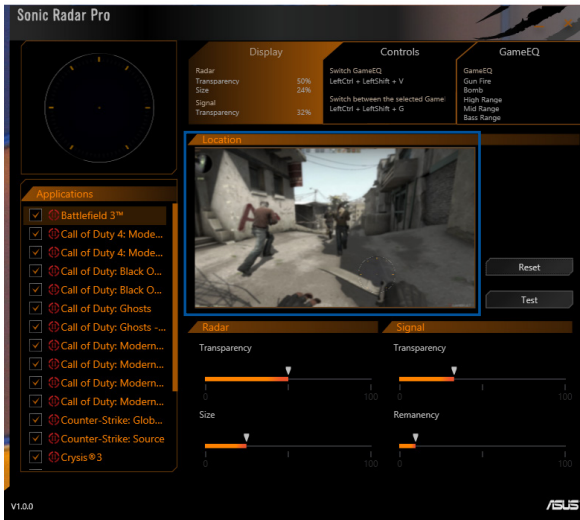 Sonic Radar Pro
Display
Radar
Transparency 50%
Size 24%
Signal
Transparency 32%
Controls
Switch GameEQ
LeftCtrl + LeftShift + V
Switch between the selected Game
LeftCtrl + LeftShift + G
GameEQ
GameEQ
Gun Fire
Bomb
High Range
Mid Range
Bass Range
Location
Applications
Battlefield 3™
Call of Duty 4: Mode...
Call of Duty 4: Mode...
Call of Duty: Black O...
Call of Duty: Black O...
Call of Duty: Ghosts
Call of Duty: Ghosts -...
Call of Duty: Modern...
Call of Duty: Modern...
Call of Duty: Modern...
Call of Duty: Modern...
Counter-Strike: Glob...
Counter-Strike: Source
Crysis®3
Reset
Test
Radar
Transparency
0 100
Size
0 100
Signal
Transparency
0 100
Remanency
0 100
V1.0.0
ASUS